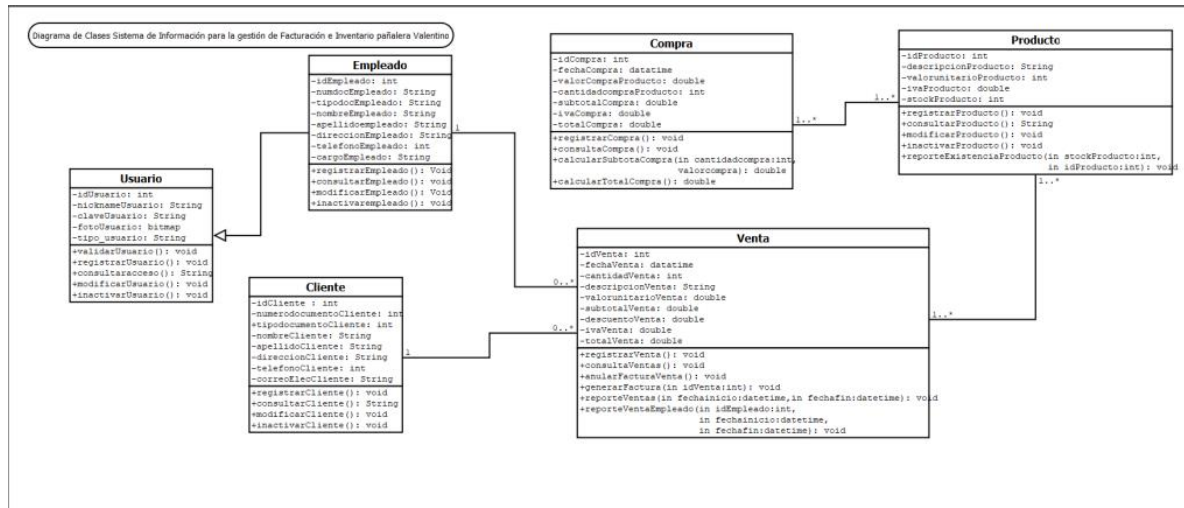 Diagrama de Clases Sistema de Información para la gestión de Facturación e Inventario pañalera Valentino
Empleado
-idEmpleado: int
-numdocEmpleado: String
-tipodocEmpleado: String
-nombreEmpleado: String
-apellidoempleado: String
-direccionEmpleado: String
-telefonoEmpleado: int
-cargoEmpleado: String
+registrarEmpleado(): Void
+consultarEmpleado(): void
+modificarEmpleado(): Void
+inactivarempleado(): void
1
Usuario
-idUsuario: int
-nicknameUsuario: String
-claveUsuario: String
-fotoUsuario: bitmap
-tipo_usuario: String
+validarUsuario(): void
+registrarUsuario(): void
+consultaracceso(): String
+modificarUsuario(): void
+inactivarUsuario(): void
Cliente
-idCliente : int
-numerodocumentoCliente: int
+tipodocumentoCliente: int
-nombreCliente: String
-apellidoCliente: String
-direccionCliente: String
-telefonoCliente: int
-correoElecCliente: String
+registrarCliente(): void
+consultarCliente(): String
+modificarCliente(): void
+inactivarCliente(): void
1
Compra
-idCompra: int
-fechaCompra: datatime
-valorCompraProducto: double
-cantidadcompraProducto: int
-subtotalCompra: double
-ivaCompra: double
-totalCompra: double
+registrarCompra(): void
+consultaCompra(): void
+calcularSubtotaCompra(in cantidadcompra:int,
valorcompra): double
+calcularTotalCompra(): double
1..*
1..*
Producto
-idProducto: int
-descripcionProducto: String
-valorunitarioProducto: int
-ivaProducto: double
-stockProducto: int
+registrarProducto(): void
+consultarProducto(): String
+modificarProducto(): void
+inactivarProducto(): void
+reporteExistenciaProducto(in stockProducto:int,
in idProducto:int): void
1..*
Venta
-idVenta: int
-fechaVenta: datatime
-cantidadVenta: int
-descripcionVenta: String
-valorunitarioVenta: double
-subtotalVenta: double
-descuentoVenta: double
-ivaVenta: double
-totalVenta: double
+registrarVenta(): void
+consultaVentas(): void
+anularFacturaVenta(): void
+generarFactura(in idVenta:int): void
+reporteVentas(in fechainicio:datetime,in fechafin:datetime): void
+reporteVentaEmpleado(in idEmpleado:int,
in fechainicio:datetime,
in fechafin:datetime): void
0..*
0..*
1..*